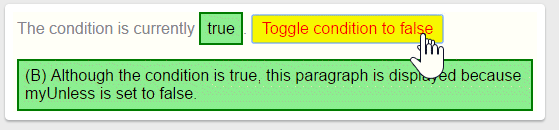 The condition is currently true. Toggle condition to false
(B) Although the condition is true, this paragraph is displayed because
myUnless is set to false.